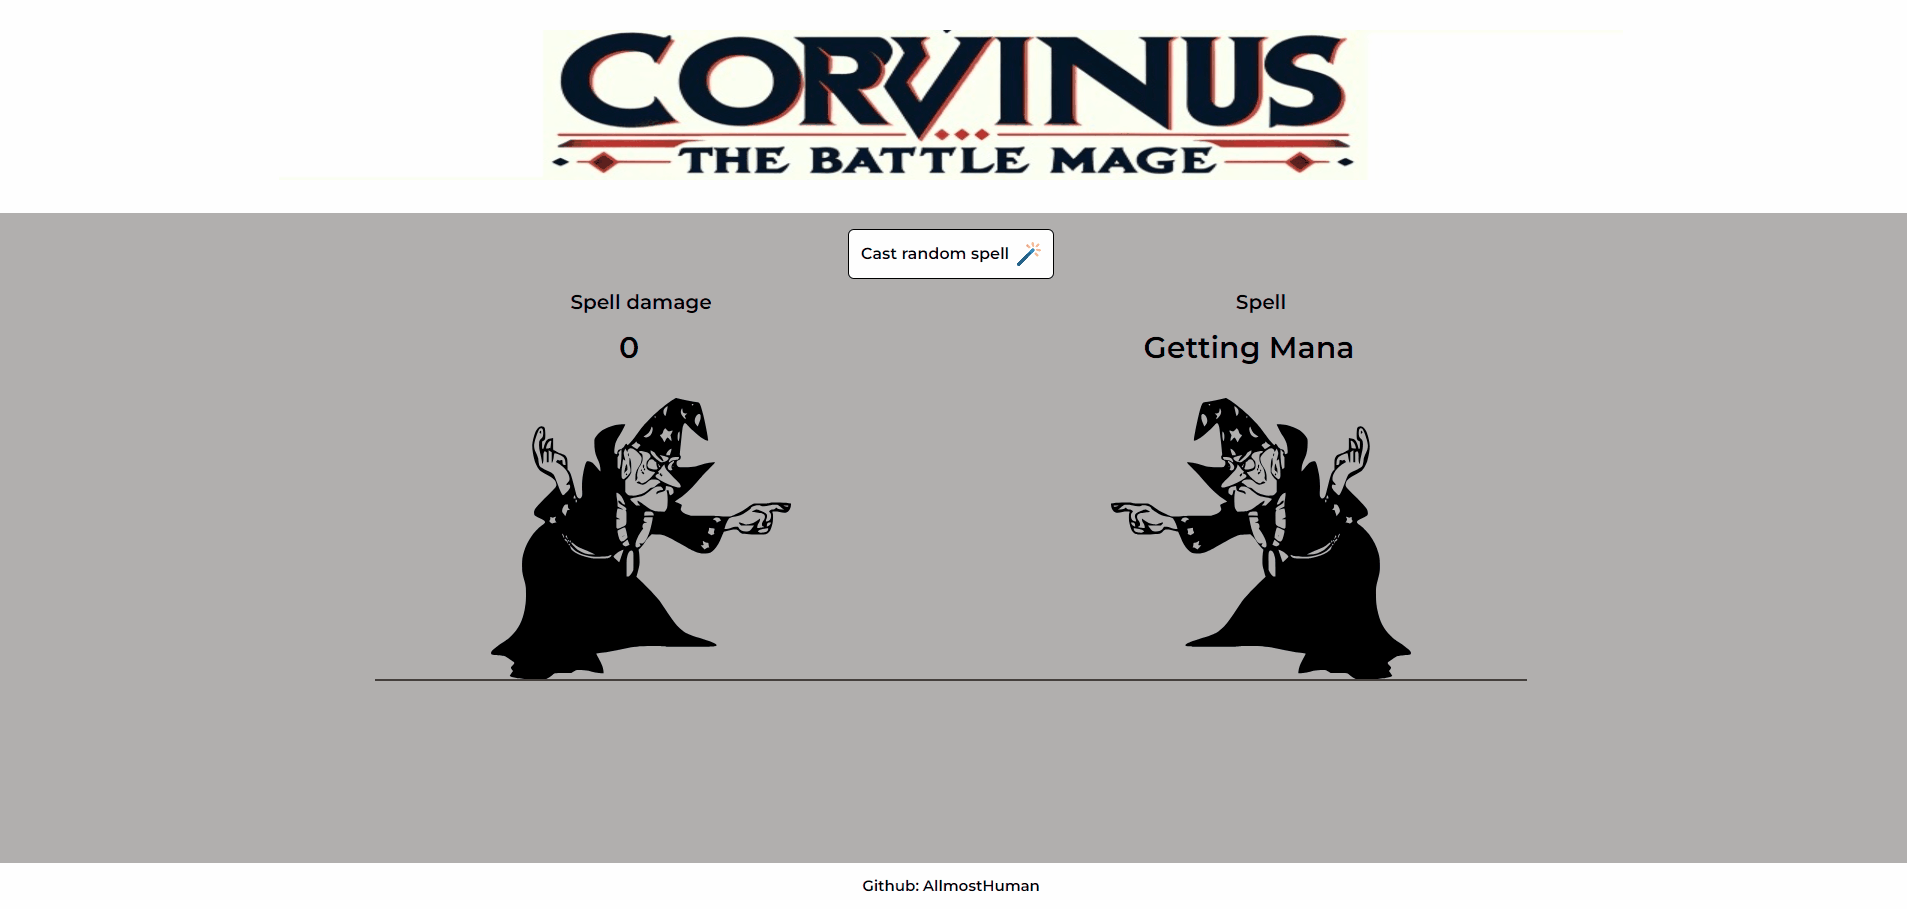 CORVINUS
THE BATTLE MAGE
Cast random spell
Spell damage
Spell
0
Getting Mana
Github: AllmostHuman